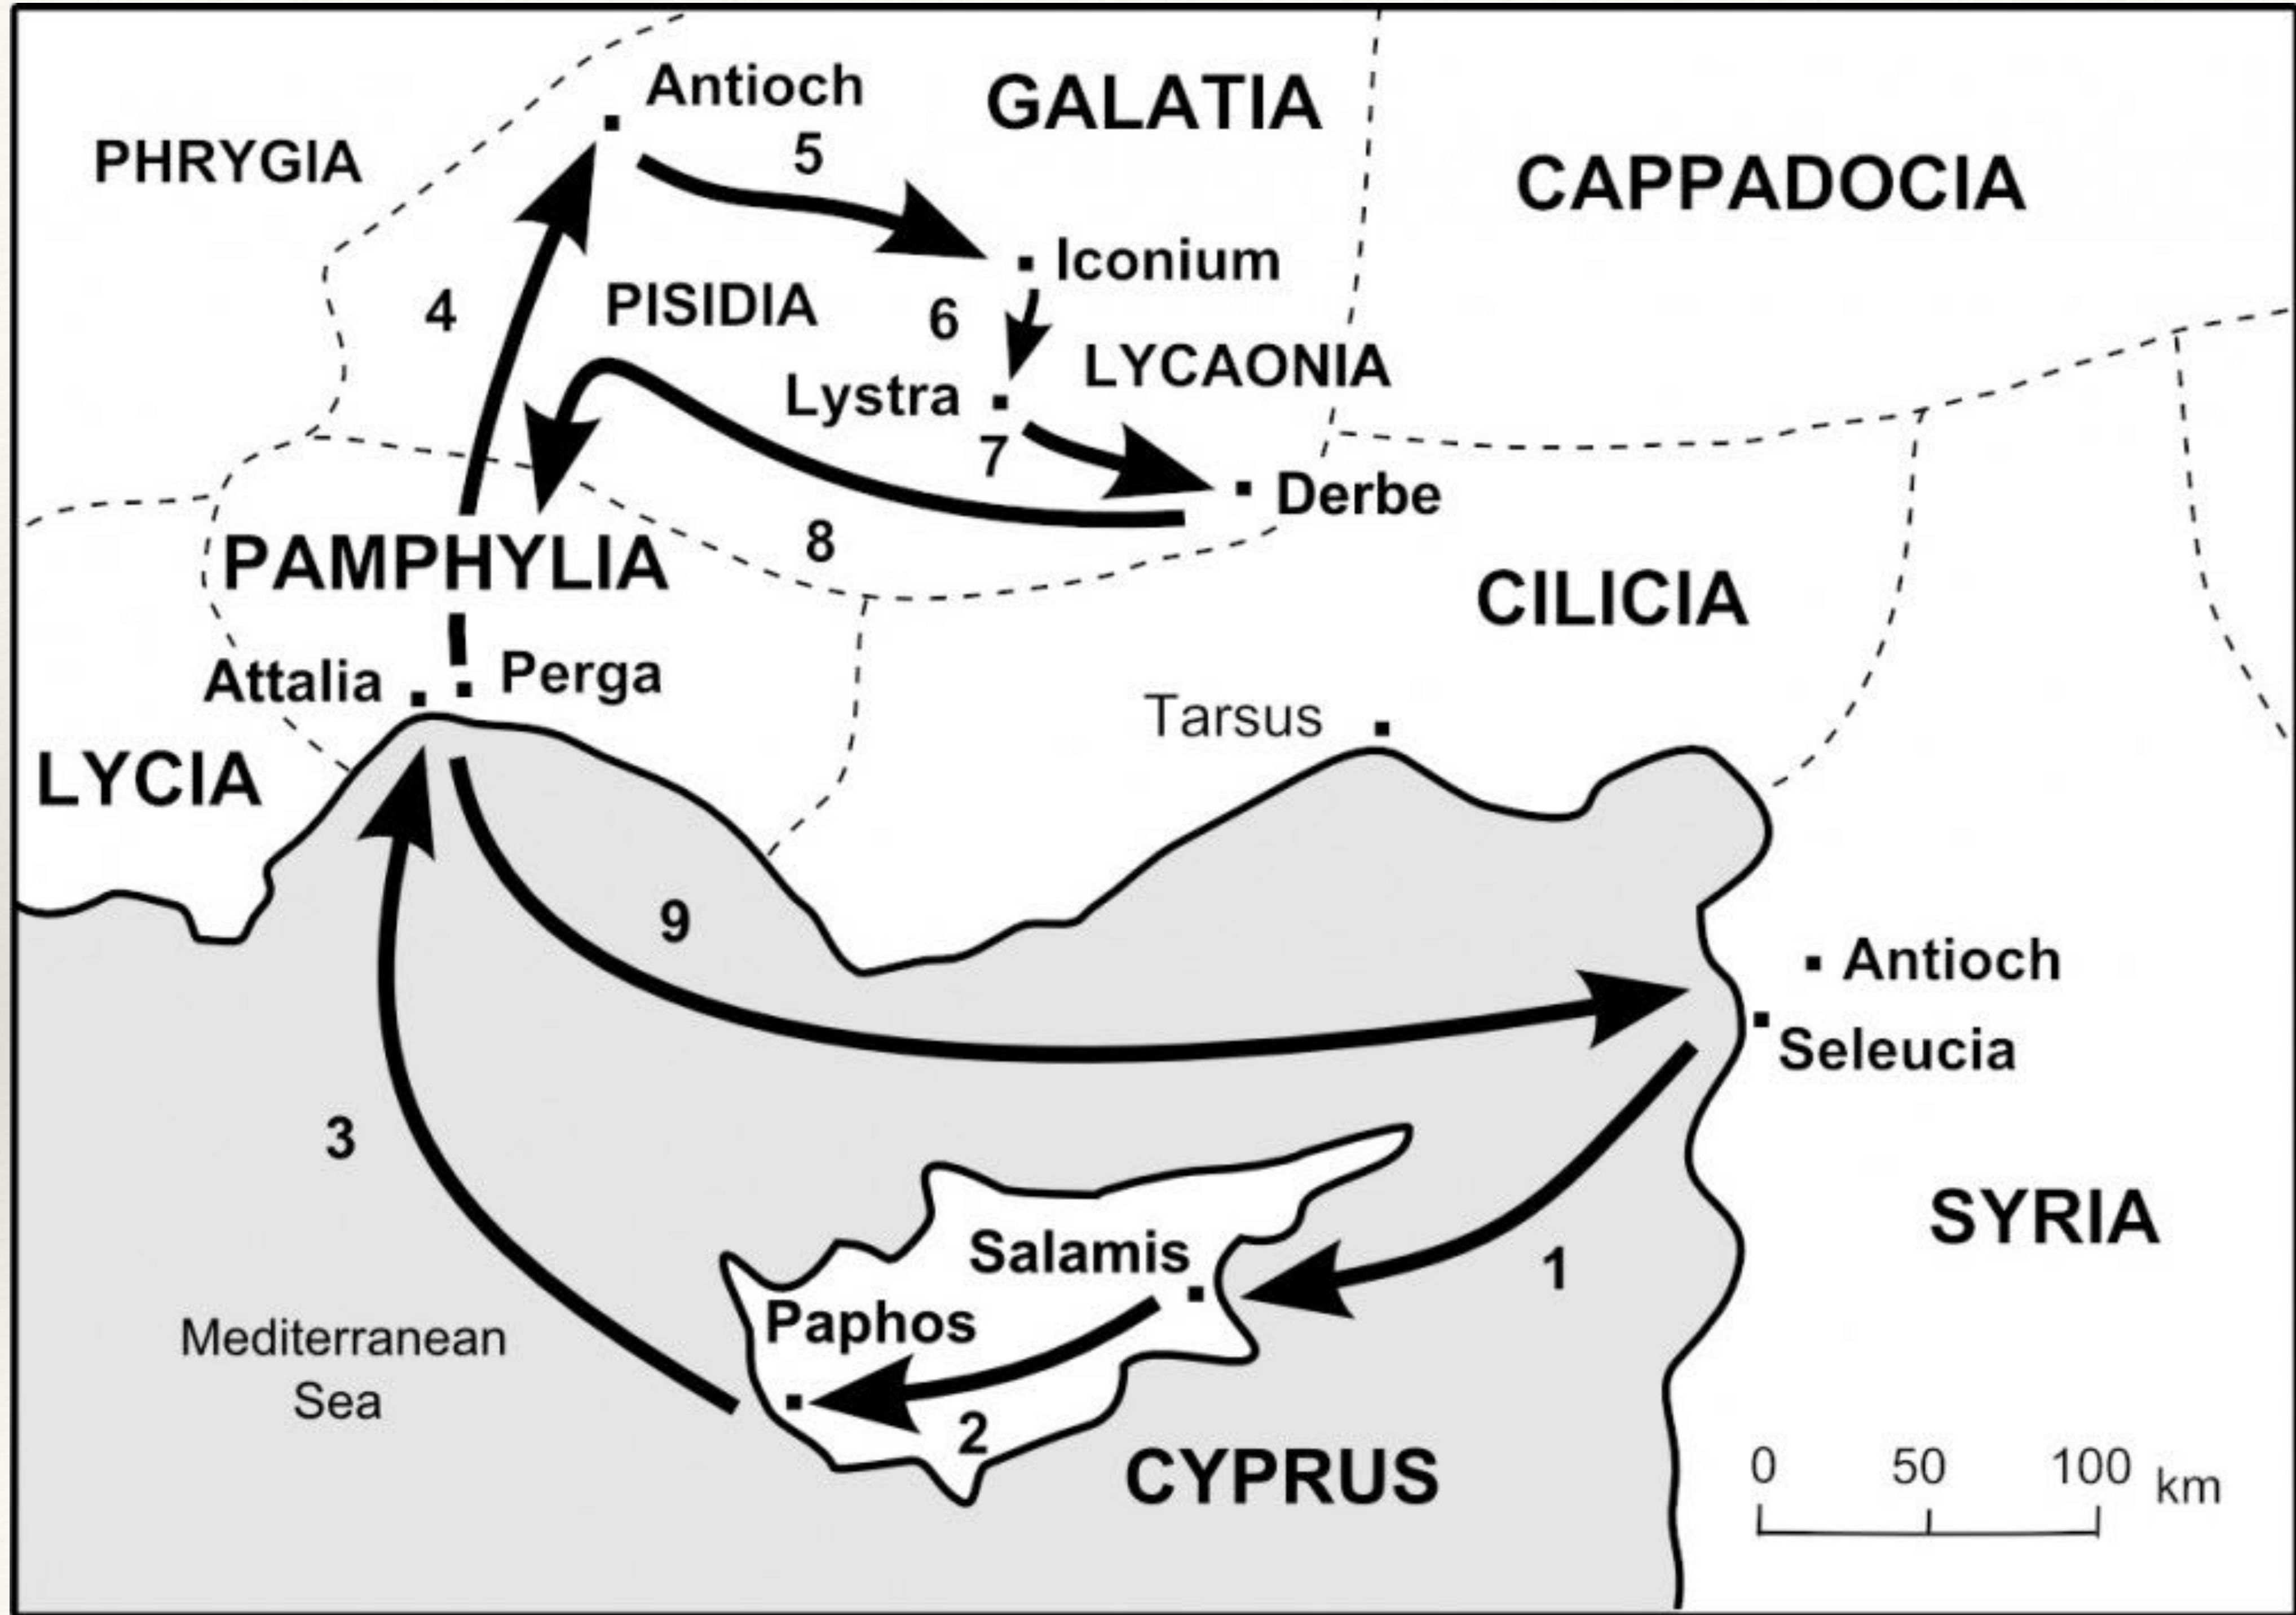 Antioch
GALATIA
5
PHRYGIA
CAPPADOCIA
Iconium
4
PISIDIA
6
LYCAONIA
Lystra
7
Derbe
8
PAMPHYLIA
CILICIA
Attalia
Perga
Tarsus
LYCIA
9
Antioch
Seleucia
3
SYRIA
Salamis
1
Paphos
Mediterranean
Sea
2
CYPRUS
0 50 100 km